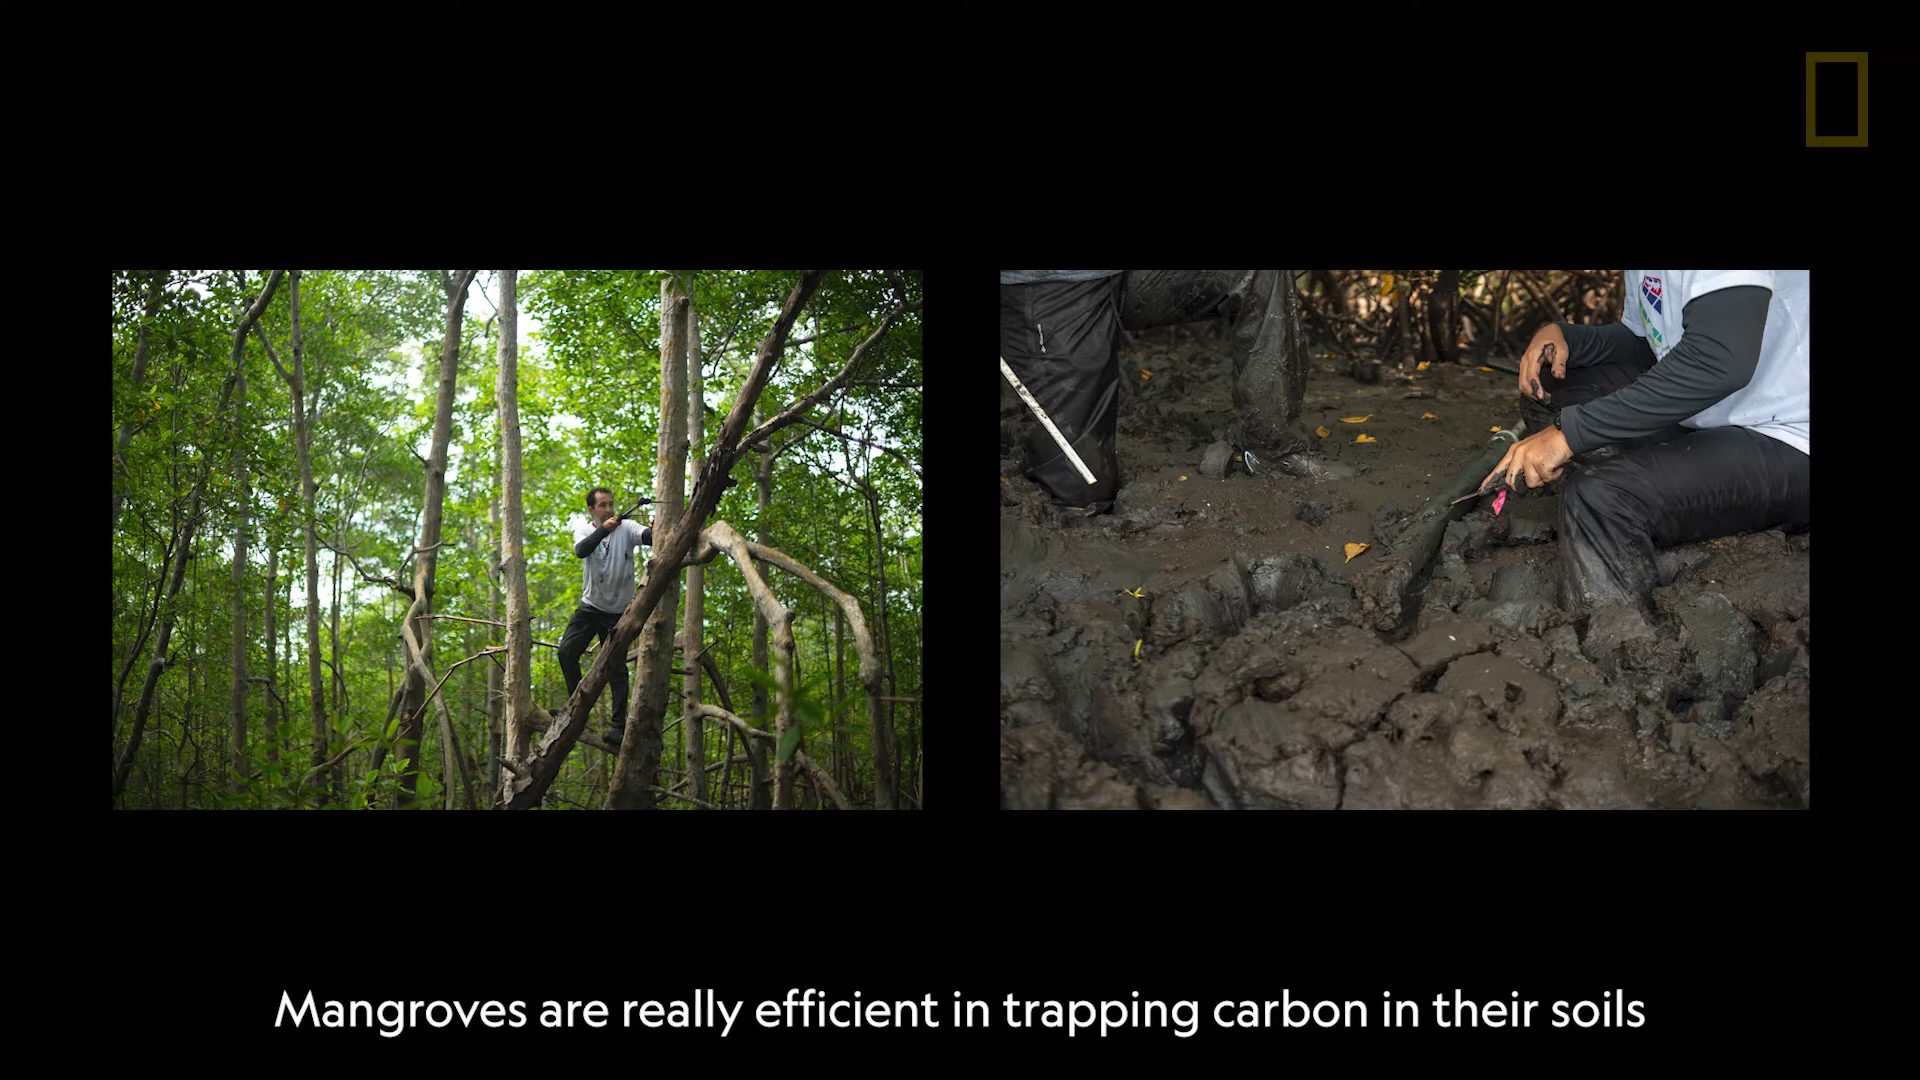 Mangroves are really efficient in trapping carbon in their soils